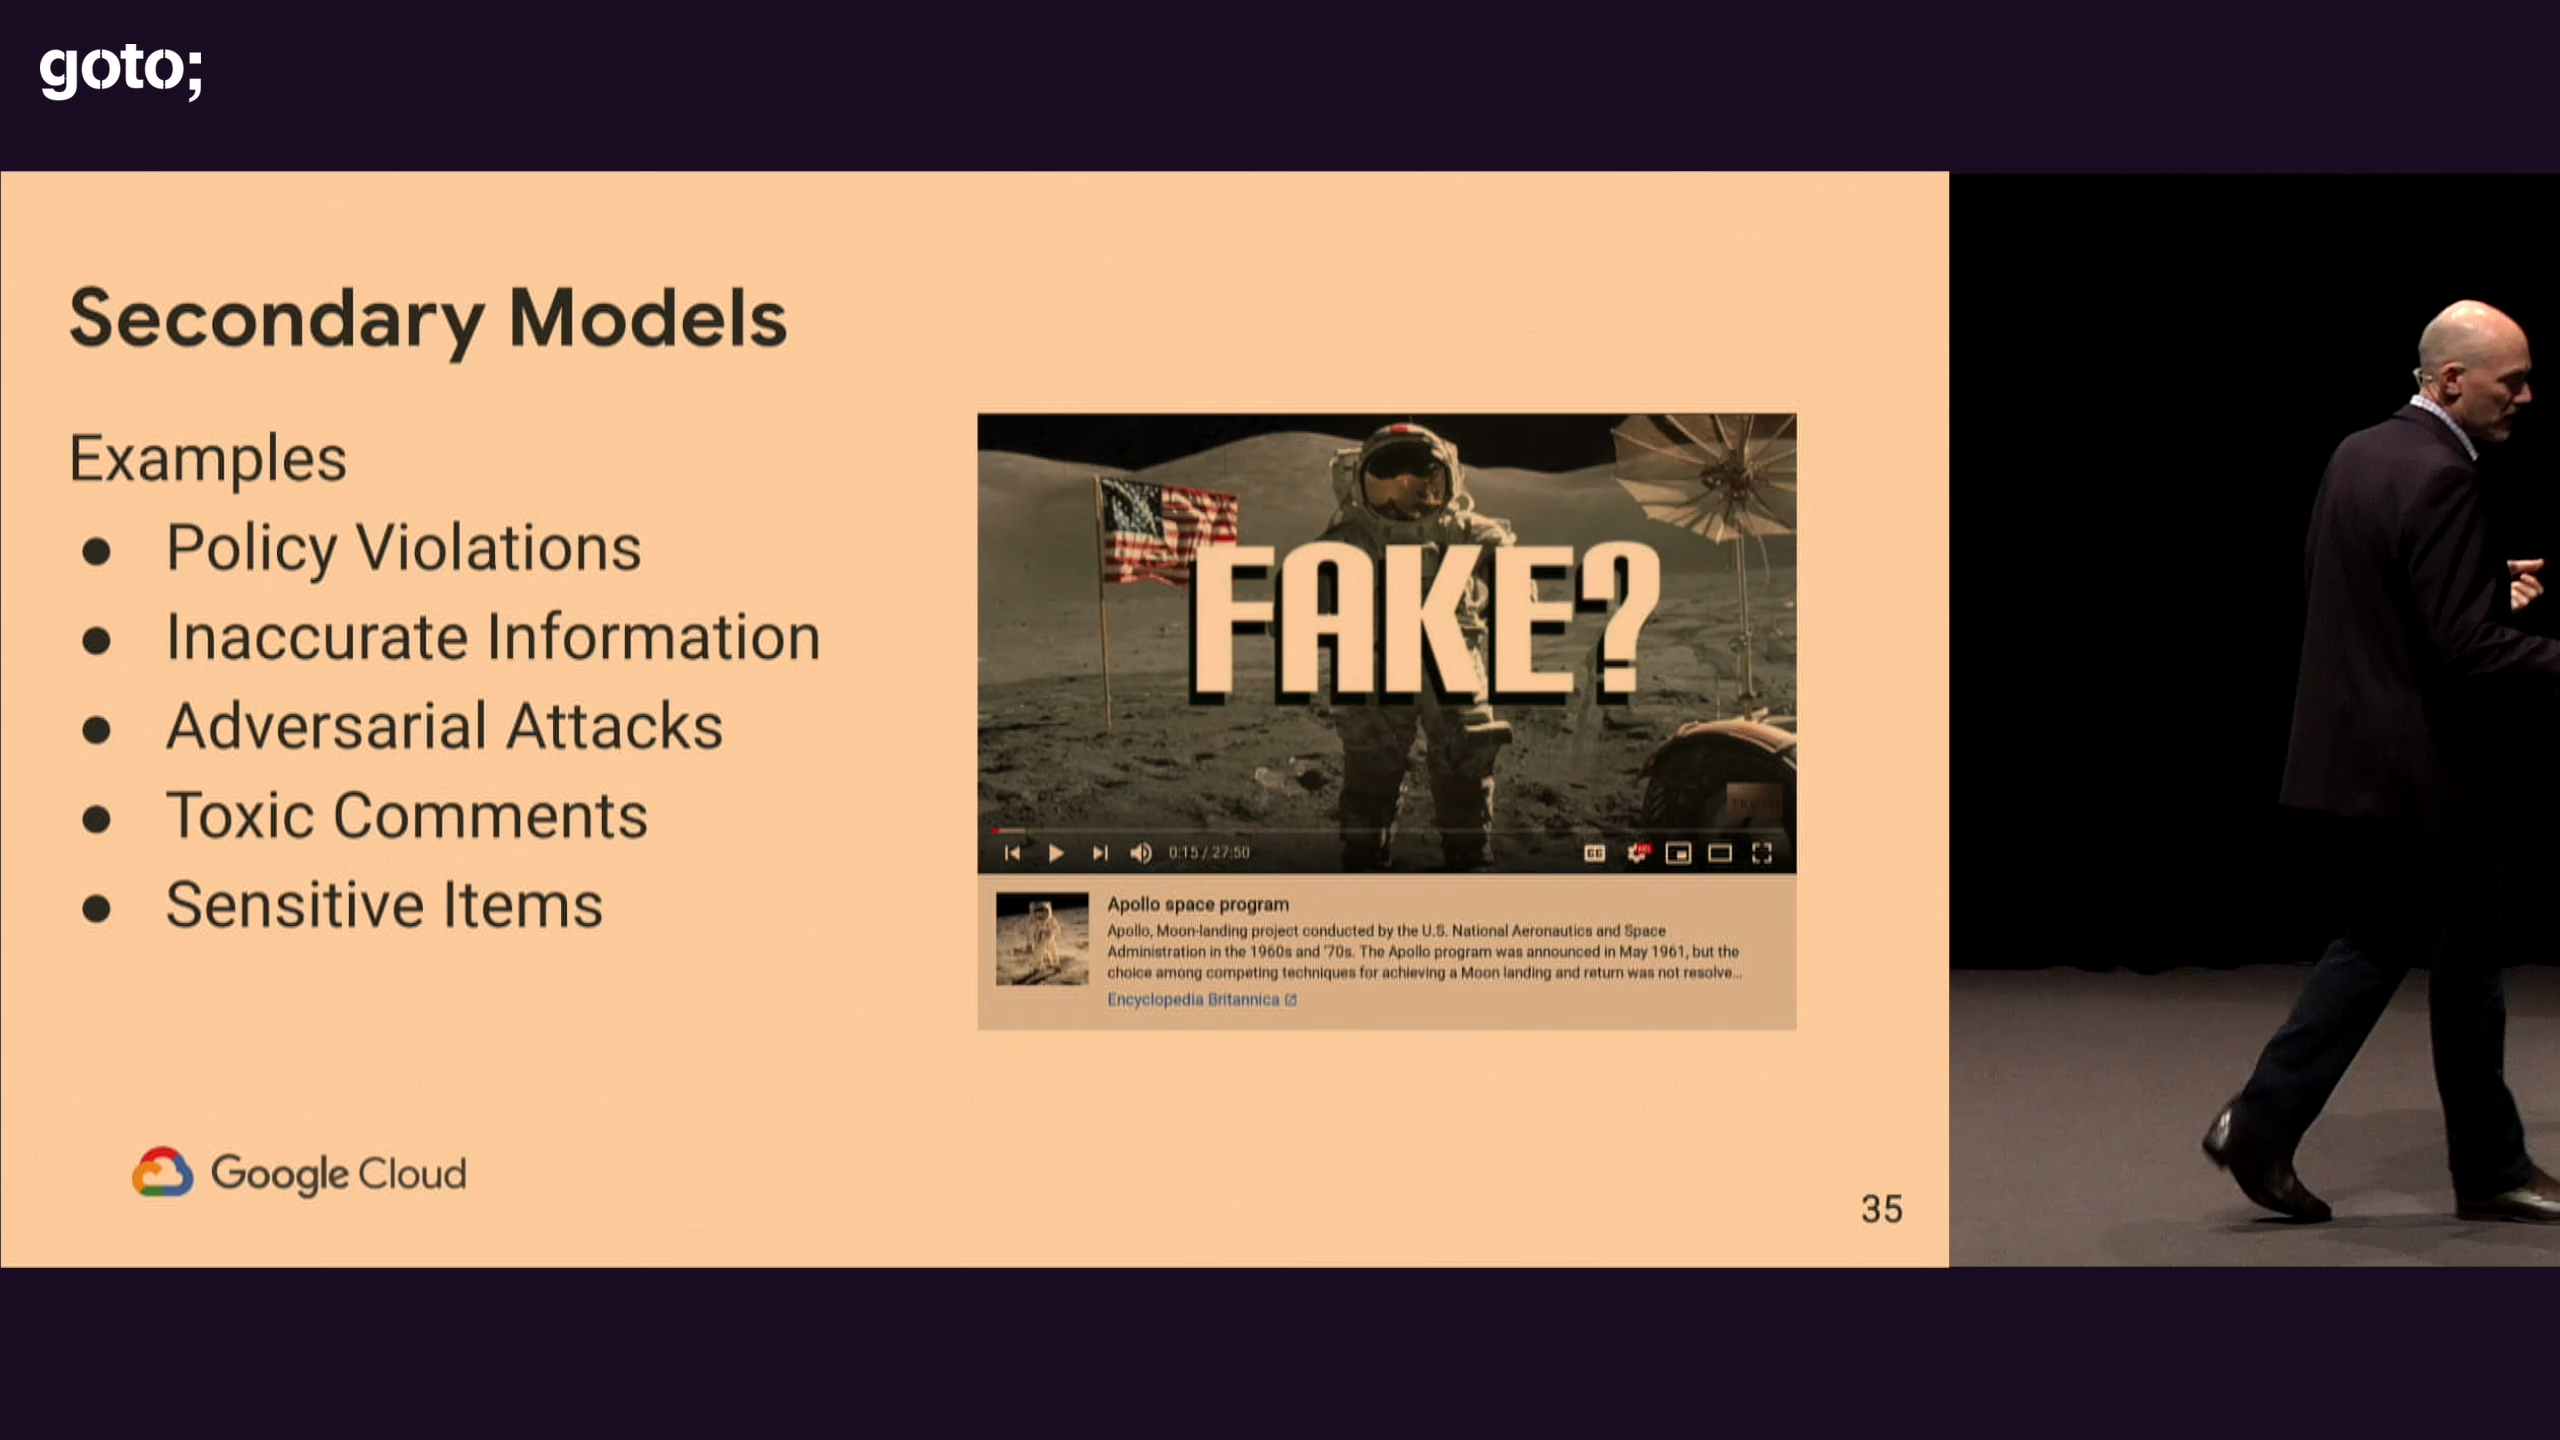 goto;
Secondary Models
Examples
● Policy Violations
● Inaccurate Information
● Adversarial Attacks
● Toxic Comments
● Sensitive Items
FAKE?
0:15 / 27:50
CC
HD
Apollo space program
Apollo, Moon-landing project conducted by the U.S. National Aeronautics and Space
Administration in the 1960s and '70s. The Apollo program was announced in May 1961, but the
choice among competing techniques for achieving a Moon landing and return was not resolve...
Encyclopedia Britannica
Google Cloud
35